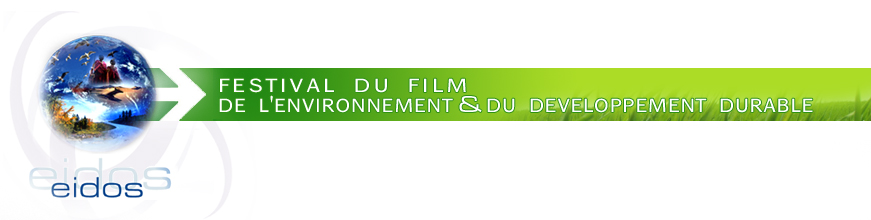 FESTIVAL DU FILM
DE L'ENVIRONNEMENT & DU DEVELOPPEMENT DURABLE
eidos
eidos